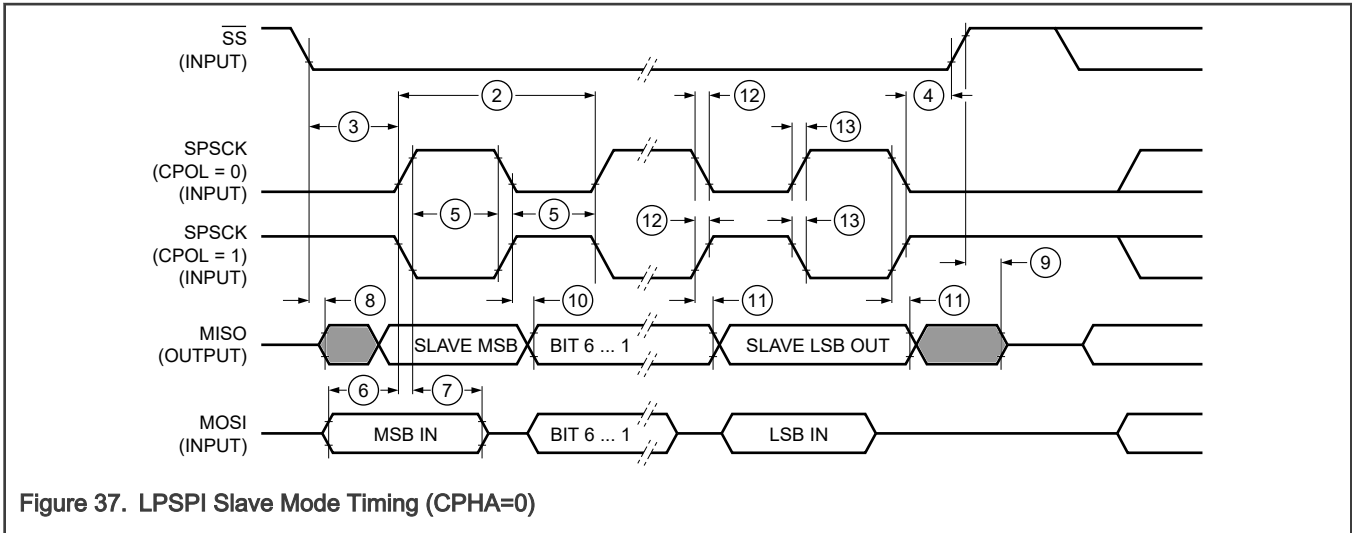 SS
(INPUT)
2
12
4
3
13
SPSCK
(CPOL = 0)
(INPUT)
5
5
12
13
SPSCK
(CPOL = 1)
(INPUT)
9
8
10
11
11
MISO
(OUTPUT)
SLAVE MSB
BIT 6 ... 1
SLAVE LSB OUT
6
7
MOSI
(INPUT)
MSB IN
BIT 6 ... 1
LSB IN
Figure 37. LPSPI Slave Mode Timing (CPHA=0)